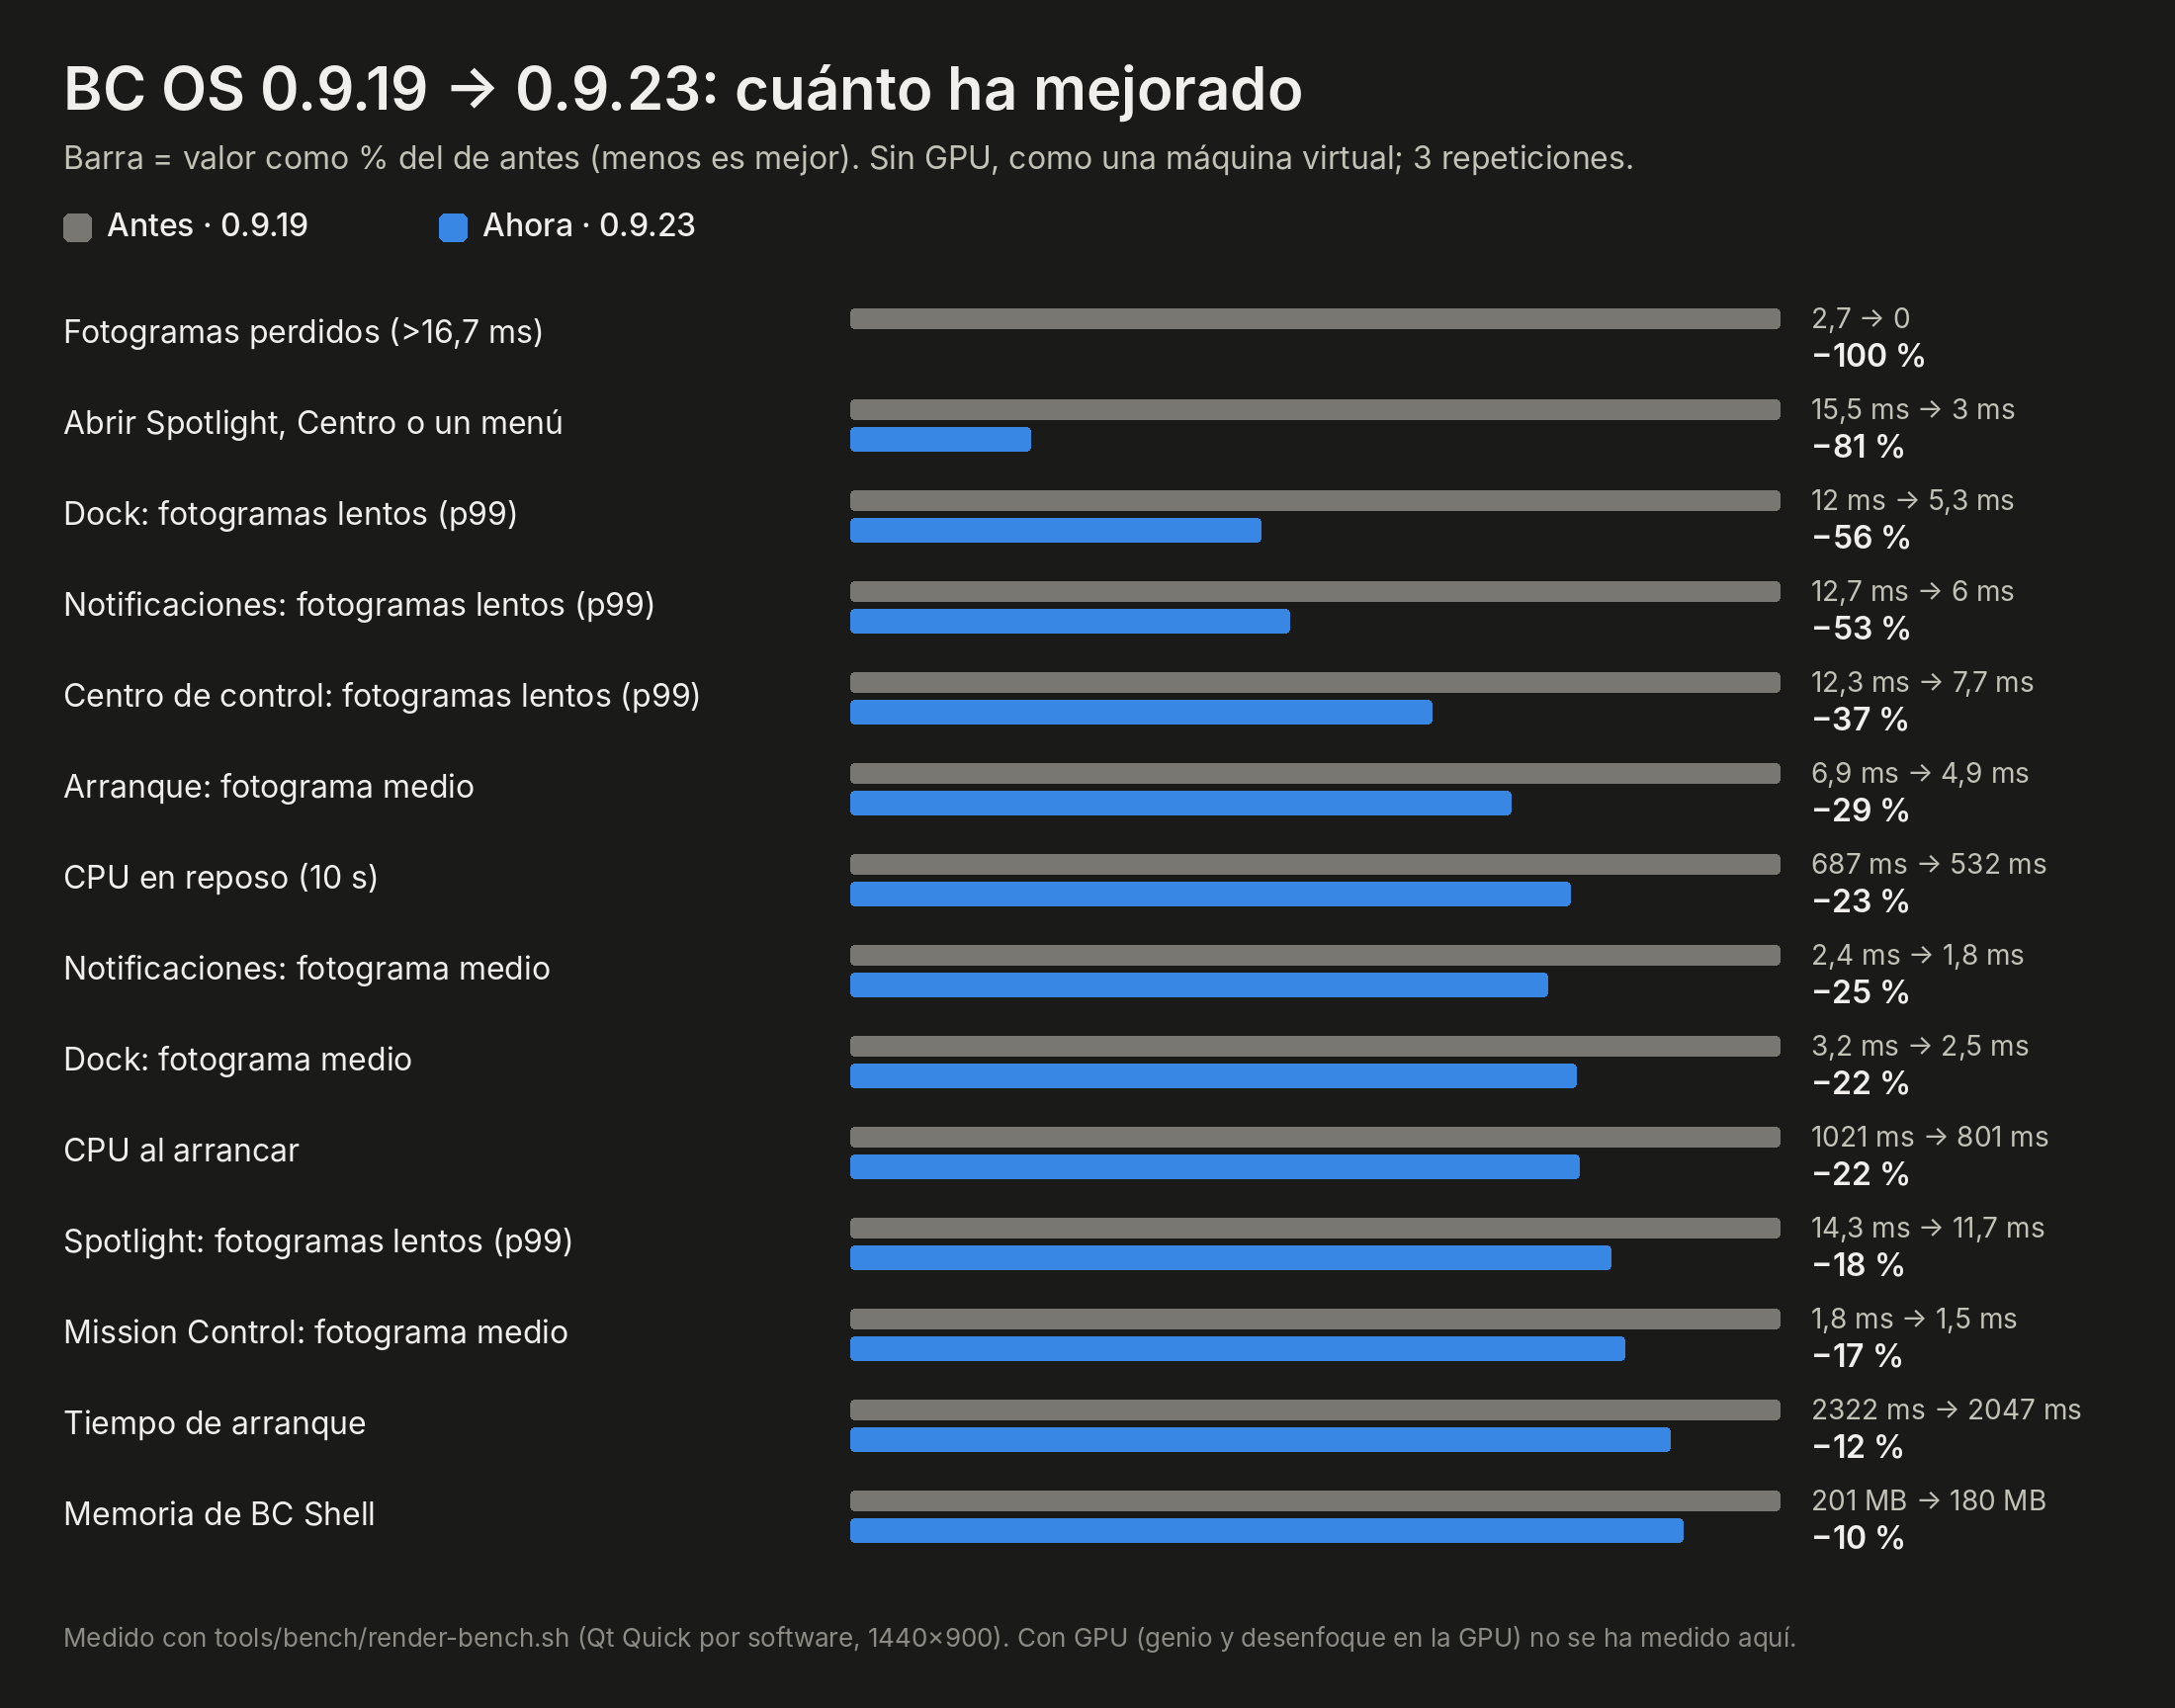 BC OS 0.9.19 → 0.9.23: cuánto ha mejorado
Barra = valor como % del de antes (menos es mejor). Sin GPU, como una máquina virtual; 3 repeticiones.
Antes · 0.9.19
Ahora · 0.9.23
Fotogramas perdidos (>16,7 ms)
2,7 → 0
−100 %
Abrir Spotlight, Centro o un menú
15,5 ms → 3 ms
−81 %
Dock: fotogramas lentos (p99)
12 ms → 5,3 ms
−56 %
Notificaciones: fotogramas lentos (p99)
12,7 ms → 6 ms
−53 %
Centro de control: fotogramas lentos (p99)
12,3 ms → 7,7 ms
−37 %
Arranque: fotograma medio
6,9 ms → 4,9 ms
−29 %
CPU en reposo (10 s)
687 ms → 532 ms
−23 %
Notificaciones: fotograma medio
2,4 ms → 1,8 ms
−25 %
Dock: fotograma medio
3,2 ms → 2,5 ms
−22 %
CPU al arrancar
1021 ms → 801 ms
−22 %
Spotlight: fotogramas lentos (p99)
14,3 ms → 11,7 ms
−18 %
Mission Control: fotograma medio
1,8 ms → 1,5 ms
−17 %
Tiempo de arranque
2322 ms → 2047 ms
−12 %
Memoria de BC Shell
201 MB → 180 MB
−10 %
Medido con tools/bench/render-bench.sh (Qt Quick por software, 1440×900). Con GPU (genio y desenfoque en la GPU) no se ha medido aquí.